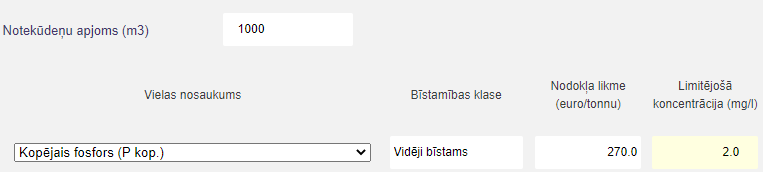 Notekūdeņu apjoms (m3) 1000
Vielas nosaukums Bīstamības klase Nodokļa likme (euro/tonnu) Limitējošā koncentrācija (mg/l)
Kopējais fosfors (P kop.) Vidēji bīstams 270.0 2.0